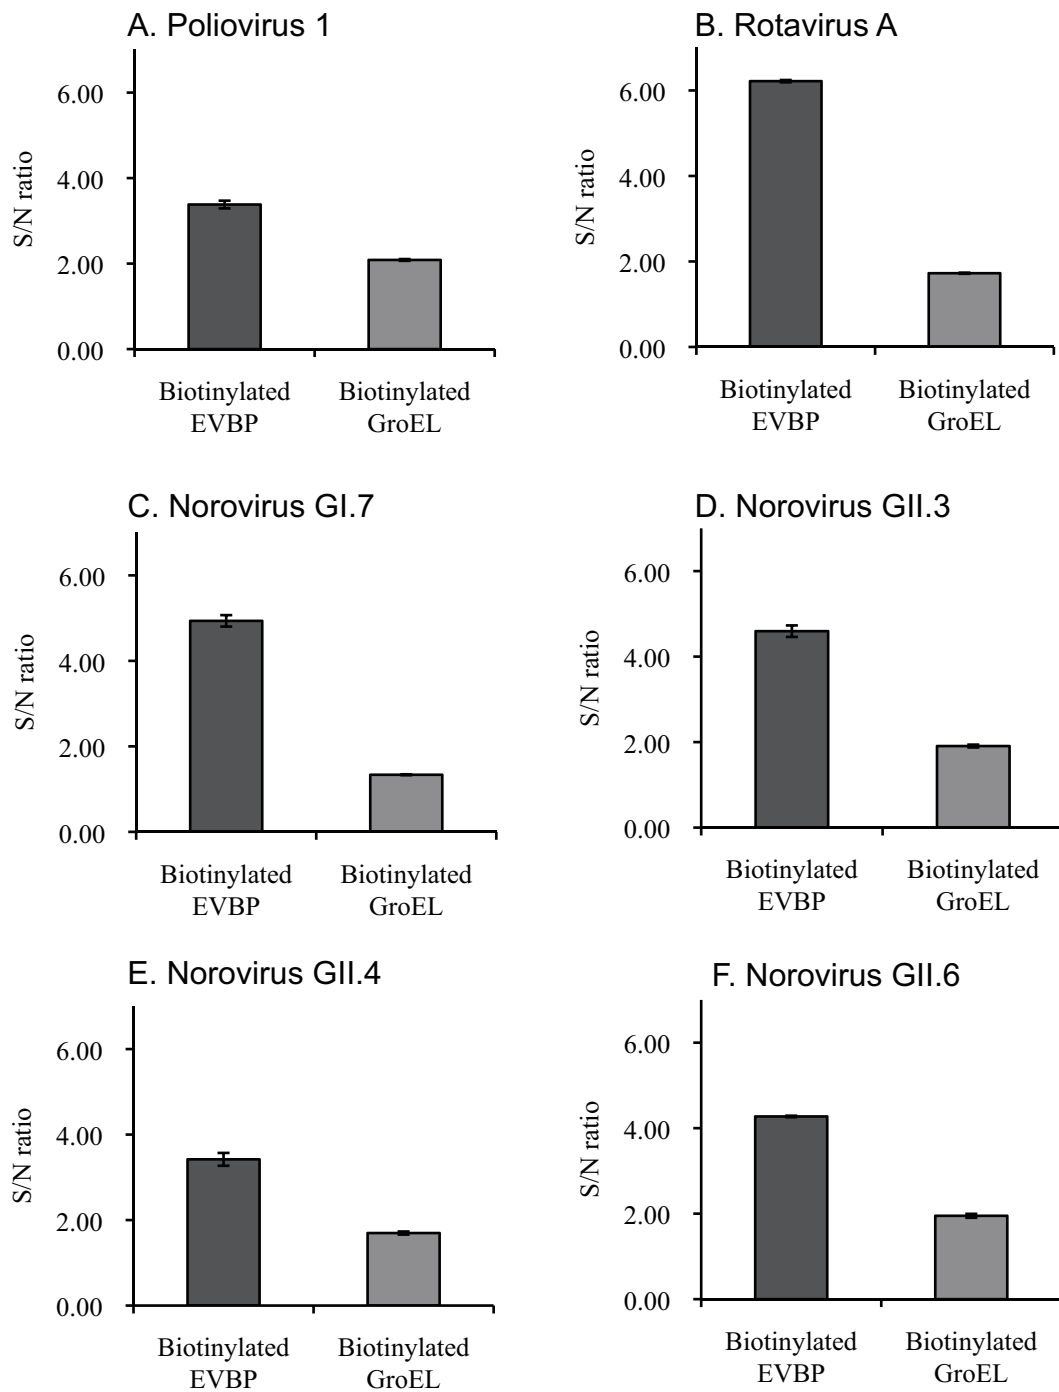 A. Poliovirus 1
6.00
4.00
2.00
0.00
S/N ratio
Biotinylated
EVBP
Biotinylated
GroEL
B. Rotavirus A
6.00
4.00
2.00
0.00
S/N ratio
Biotinylated
EVBP
Biotinylated
GroEL
C. Norovirus GI.7
6.00
4.00
2.00
0.00
S/N ratio
Biotinylated
EVBP
Biotinylated
GroEL
D. Norovirus GII.3
6.00
4.00
2.00
0.00
S/N ratio
Biotinylated
EVBP
Biotinylated
GroEL
E. Norovirus GII.4
6.00
4.00
2.00
0.00
S/N ratio
Biotinylated
EVBP
Biotinylated
GroEL
F. Norovirus GII.6
6.00
4.00
2.00
0.00
S/N ratio
Biotinylated
EVBP
Biotinylated
GroEL